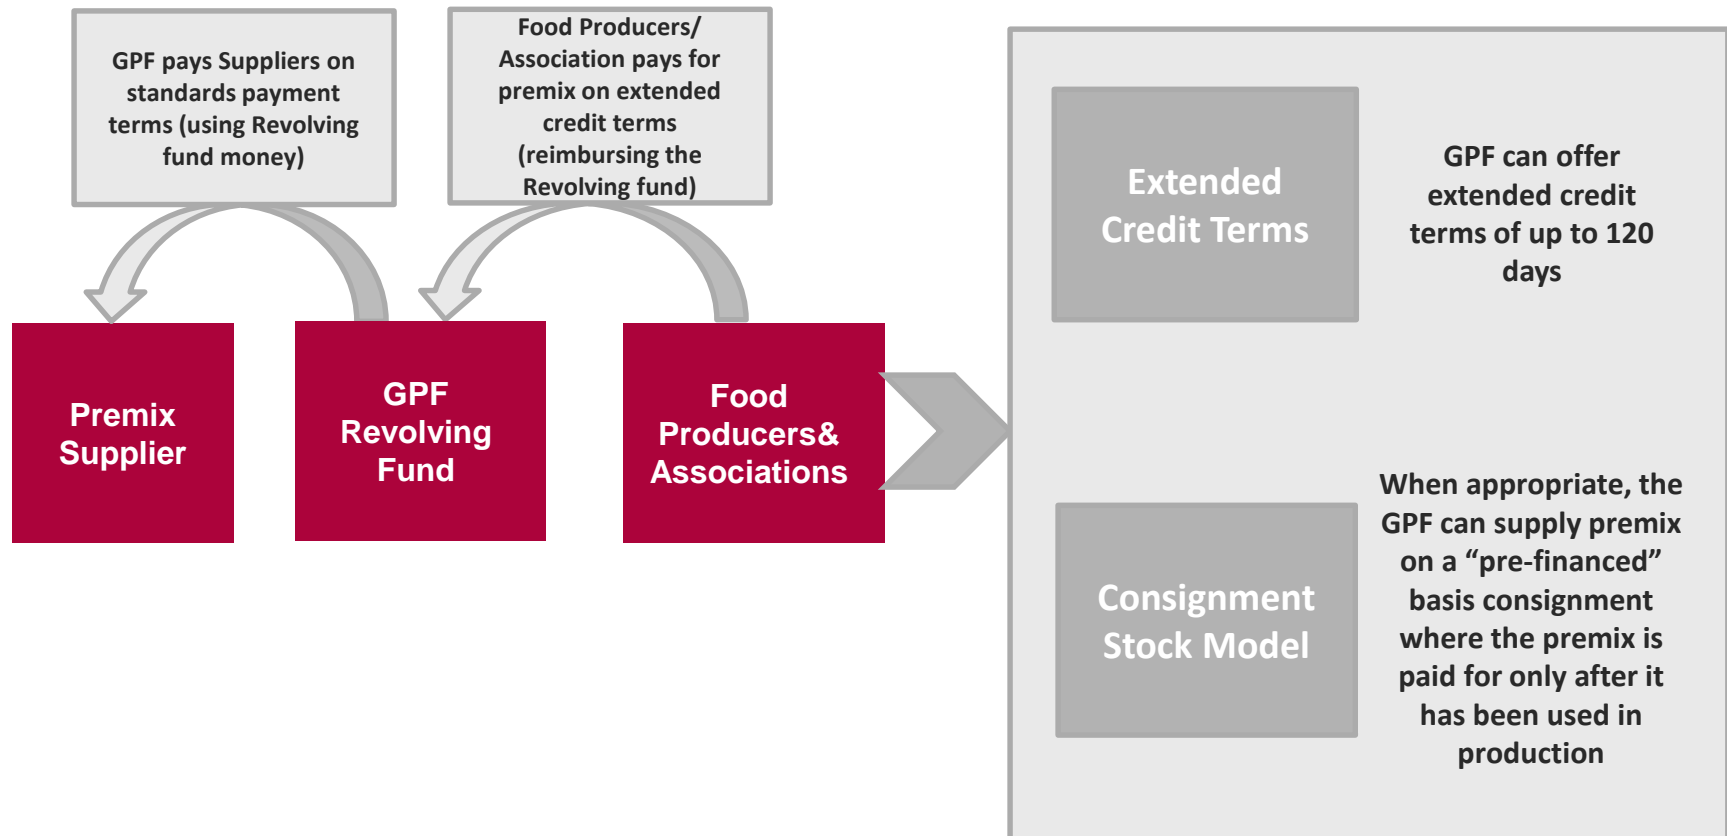 GPF pays Suppliers on
standards payment
terms (using Revolving
fund money)
Food Producers/
Association pays for
premix on extended
credit terms
(reimbursing the
Revolving fund)
Premix
Supplier
GPF
Revolving
Fund
Food
Producers&
Associations
Extended
Credit Terms
GPF can offer
extended credit
terms of up to 120
days
Consignment
Stock Model
When appropriate, the
GPF can supply premix
on a “pre-financed”
basis consignment
where the premix is
paid for only after it
has been used in
production